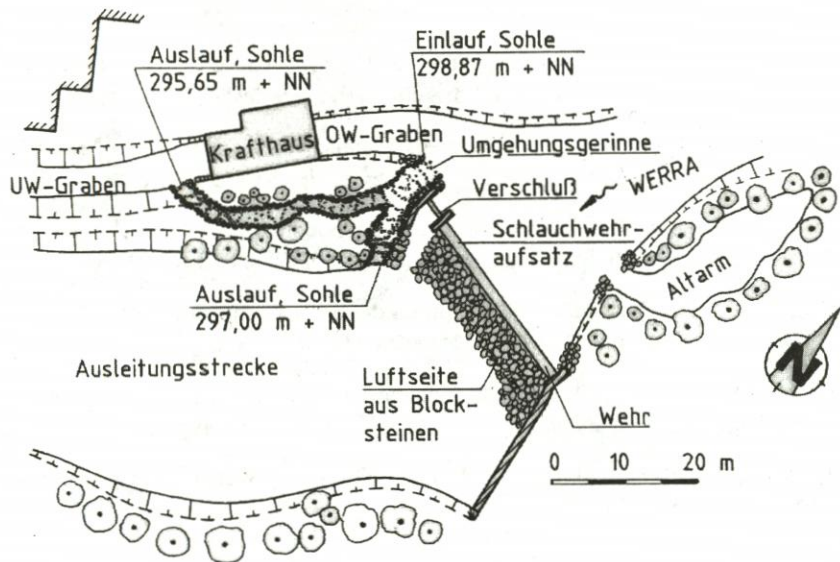 Auslauf, Sohle
295,65 m + NN
Einlauf, Sohle
298,87 m + NN
Krafthaus
OW-Graben
Umgehungsgerinne
UW-Graben
Verschluß
WERRA
Schlauchwehr-
aufsatz
Altarm
Auslauf, Sohle
297,00 m + NN
N
Ausleitungsstrecke
Luftseite
aus Block-
steinen
Wehr
0 10 20 m